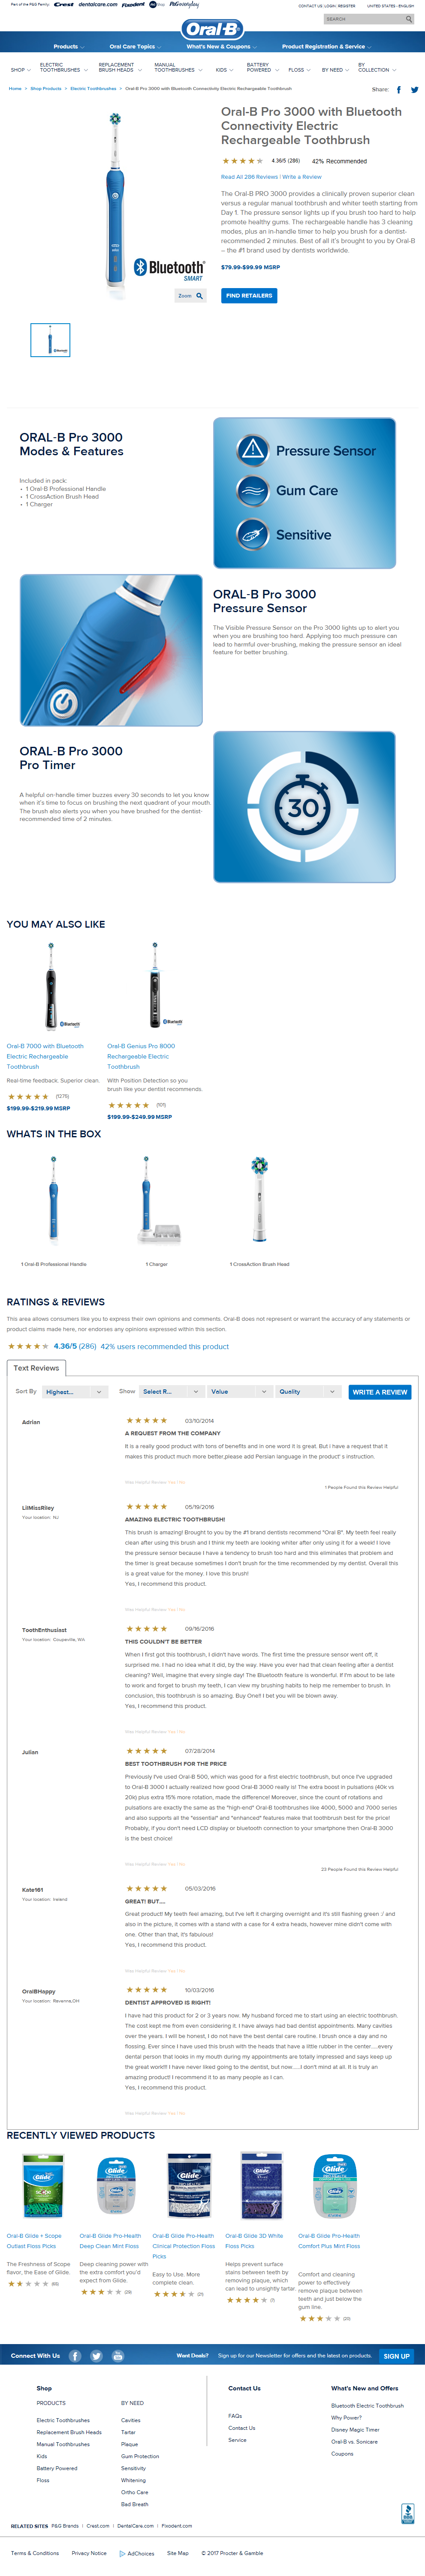 Part of the P&G Family: Crest dentalcare.com Fixodent P&G everyday
CONTACT US LOGIN REGISTER UNITED STATES - ENGLISH
SEARCH
Oral-B
Products Oral Care Topics What's New & Coupons Product Registration & Service
SHOP ELECTRIC TOOTHBRUSHES REPLACEMENT BRUSH HEADS MANUAL TOOTHBRUSHES KIDS BATTERY POWERED FLOSS BY NEED BY COLLECTION
Home Shop Products Electric Toothbrushes Oral-B Pro 3000 with Bluetooth Connectivity Electric Rechargeable Toothbrush
Share:
Oral-B Pro 3000 with Bluetooth
Connectivity Electric
Rechargeable Toothbrush
4.36/5 (286) 42% Recommended
Read All 286 Reviews | Write a Review
The Oral-B PRO 3000 provides a clinically proven superior clean
versus a regular manual toothbrush and whiter teeth starting from
Day 1. The pressure sensor lights up if you brush too hard to help
promote healthy gums. The rechargeable handle has 3 cleaning
modes, plus an in-handle timer to help you brush for a dentist-
recommended 2 minutes. Best of all it's brought to you by Oral-B
– the #1 brand used by dentists worldwide.
$79.99-$99.99 MSRP
FIND RETAILERS
Bluetooth
SMART
Zoom
ORAL-B Pro 3000
Modes & Features
Included in pack:
• 1 Oral-B Professional Handle
• 1 CrossAction Brush Head
• 1 Charger
Pressure Sensor
Gum Care
Sensitive
ORAL-B Pro 3000
Pressure Sensor
The Visible Pressure Sensor on the Pro 3000 lights up to alert you
when you are brushing too hard. Applying too much pressure can
lead to harmful over-brushing, making the pressure sensor an ideal
feature for better brushing.
ORAL-B Pro 3000
Pro Timer
A helpful on-handle timer buzzes every 30 seconds to let you know
when it's time to focus on brushing the next quadrant of your mouth.
The brush also alerts you when you have brushed for the dentist-
recommended time of 2 minutes.
30
YOU MAY ALSO LIKE
Bluetooth
Bluetooth
Oral-B 7000 with Bluetooth
Electric Rechargeable
Toothbrush
Real-time feedback. Superior clean.
(1275)
$199.99-$219.99 MSRP
Oral-B Genius Pro 8000
Rechargeable Electric
Toothbrush
With Position Detection so you
brush like your dentist recommends.
(101)
$199.99-$249.99 MSRP
WHATS IN THE BOX
1 Oral-B Professional Handle 1 Charger 1 CrossAction Brush Head
RATINGS & REVIEWS
This area allows consumers like you to express their own opinions and comments. Oral-B does not represent or warrant the accuracy of any statements or
product claims made here, nor endorses any opinions expressed within this section.
4.36/5 (286) 42% users recommended this product
Text Reviews
Sort By Highest... Show Select R... Value Quality WRITE A REVIEW
Adrian
03/10/2014
A REQUEST FROM THE COMPANY
It is a really good product with tons of benefits and in one word it is great. But i have a request that it
makes this product much more better,please add Persian language in the product' s instruction.
Was Helpful Review Yes / No
1 People Found this Review Helpful
LilMissRiley
Your location: NJ
05/19/2016
AMAZING ELECTRIC TOOTHBRUSH!
This brush is amazing! Brought to you by the #1 brand dentists recommend "Oral B". My teeth feel really
clean after using this brush and I think my teeth are looking whiter after only using it for a week! I love
the pressure sensor because I have a tendency to brush too hard and this eliminates that problem and
the timer is great because sometimes I don't brush for the time recommended by my dentist. Overall this
is a great value for the money. I love this brush!
Yes, I recommend this product.
Was Helpful Review Yes / No
ToothEnthusiast
Your location: Coupeville, WA
09/16/2016
THIS COULDN'T BE BETTER
When I first got this toothbrush, I didn't have words. The first time the pressure sensor went off, it
surprised me. I had no idea what it did, by the way. Have you ever had that clean feeling after a dentist
cleaning? Well, imagine that every single day! The Bluetooth feature is wonderful. If I'm about to be late
to work and forget to brush my teeth, I can view my brushing habits to help me remember to brush. In
conclusion, this toothbrush is so amazing. Buy One!! I bet you will be blown away.
Yes, I recommend this product.
Was Helpful Review Yes / No
Julian
07/28/2014
BEST TOOTHBRUSH FOR THE PRICE
Previously I've used Oral-B 500, which was good for a first electric toothbrush, but once I've upgraded
to Oral-B 3000 I actually realized how good Oral-B 3000 really is! The extra boost in pulsations (40k vs
20k) plus extra 15% more rotation, made the difference! Moreover, since the count of rotations and
pulsations are exactly the same as the "high-end" Oral-B toothbrushes like 4000, 5000 and 7000 series
and also supports all the "essential" and "enhanced" features make that toothbrush best for the price!
Probably, if you don't need LCD display or bluetooth connection to your smartphone then Oral-B 3000
is the best choice!
Was Helpful Review Yes / No
23 People Found this Review Helpful
Kate161
Your location: Ireland
05/03/2016
GREAT! BUT....
Great product! My teeth feel amazing, but I've left it charging overnight and it's still flashing green :/ and
also in the picture, it comes with a stand with a case for 4 extra heads, however mine didn't come with
one. Other than that, it's fabulous!
Yes, I recommend this product.
Was Helpful Review Yes / No
OralBHappy
Your location: Ravenna,OH
10/03/2016
DENTIST APPROVED IS RIGHT!
I have had this product for 2 or 3 years now. My husband forced me to start using an electric toothbrush.
The cost kept me from even considering it. I have always had bad dentist appointments. Many cavities
over the years. I will be honest, I do not have the best dental care routine. I brush once a day and no
flossing. Ever since I have used this brush with the heads that have a little rubber in the center.....every
dental person that looks in my mouth during my appointments are totally impressed and says keep up
the great work!!! I have never liked going to the dentist, but now......I don't mind at all. It is truly an
amazing product! I recommend it to as many people as I can.
Yes, I recommend this product.
Was Helpful Review Yes / No
RECENTLY VIEWED PRODUCTS
Glide
Glide
Glide
Glide
Glide
Oral-B Glide + Scope
Outlast Floss Picks
The Freshness of Scope
flavor, the Ease of Glide.
Oral-B Glide Pro-Health
Deep Clean Mint Floss
Deep cleaning power with
the extra comfort you'd
expect from Glide.
Oral-B Glide Pro-Health
Clinical Protection Floss
Picks
Easy to Use. More
complete clean.
(21)
Oral-B Glide 3D White
Floss Picks
Helps prevent surface
stains between teeth by
removing plaque, which
can lead to unsightly tartar.
Oral-B Glide Pro-Health
Comfort Plus Mint Floss
Comfort and cleaning
power to effectively
remove plaque between
teeth and just below the
gum line.
Connect With Us Want Deals? Sign up for our Newsletter for offers and the latest on products. SIGN UP
Shop
PRODUCTS
Electric Toothbrushes
Replacement Brush Heads
Manual Toothbrushes
Kids
Battery Powered
Floss
BY NEED
Cavities
Tartar
Plaque
Gum Protection
Sensitivity
Whitening
Ortho Care
Bad Breath
Contact Us
FAQs
Contact Us
Service
What's New and Offers
Bluetooth Electric Toothbrush
Why Power?
Disney Magic Timer
Oral-B vs. Sonicare
Coupons
BBB
RELATED SITES P&G Brands | Crest.com | DentalCare.com | Fixodent.com
Terms & Conditions Privacy Notice AdChoices Site Map © 2017 Procter & Gamble